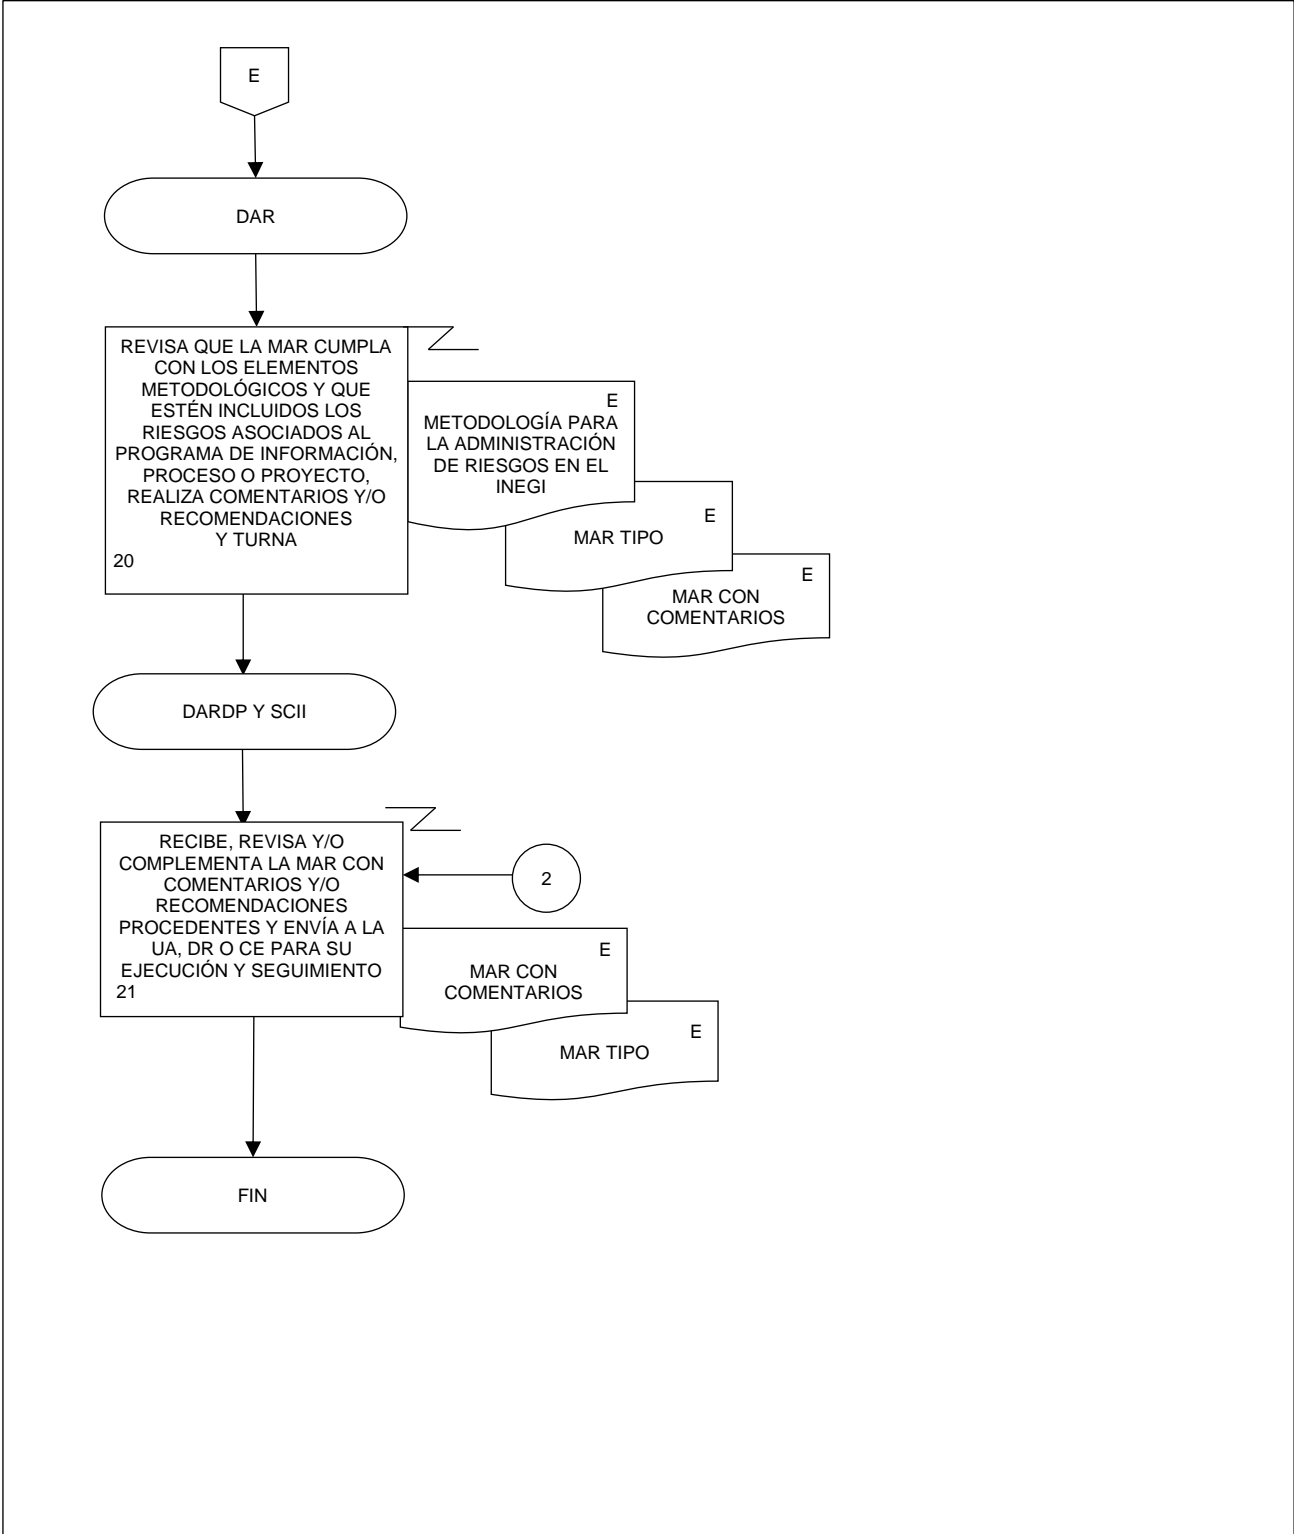 E
DAR
REVISA QUE LA MAR CUMPLA
CON LOS ELEMENTOS
METODOLÓGICOS Y QUE
ESTÉN INCLUIDOS LOS
RIESGOS ASOCIADOS AL
PROGRAMA DE INFORMACIÓN,
PROCESO O PROYECTO,
REALIZA COMENTARIOS Y/O
RECOMENDACIONES
Y TURNA
20
E
METODOLOGÍA PARA
LA ADMINISTRACIÓN
DE RIESGOS EN EL
INEGI
E
MAR TIPO
E
MAR CON
COMENTARIOS
DARDP Y SCII
RECIBE, REVISA Y/O
COMPLEMENTA LA MAR CON
COMENTARIOS Y/O
RECOMENDACIONES
PROCEDENTES Y ENVÍA A LA
UA, DR O CE PARA SU
EJECUCIÓN Y SEGUIMIENTO
21
2
E
MAR CON
COMENTARIOS
E
MAR TIPO
FIN